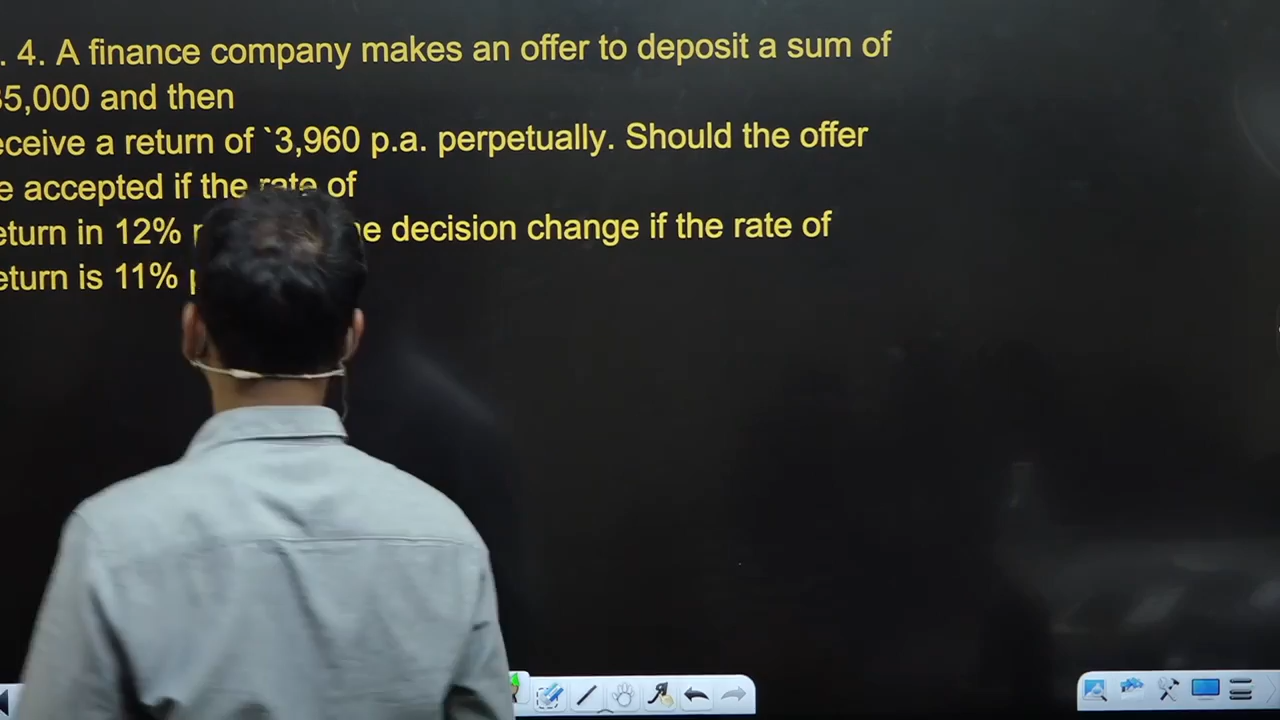 . 4. A finance company makes an offer to deposit a sum of
5,000 and then
eceive a return of `3,960 p.a. perpetually. Should the offer
e accepted if the rate of
eturn in 12% decision change if the rate of
eturn is 11%